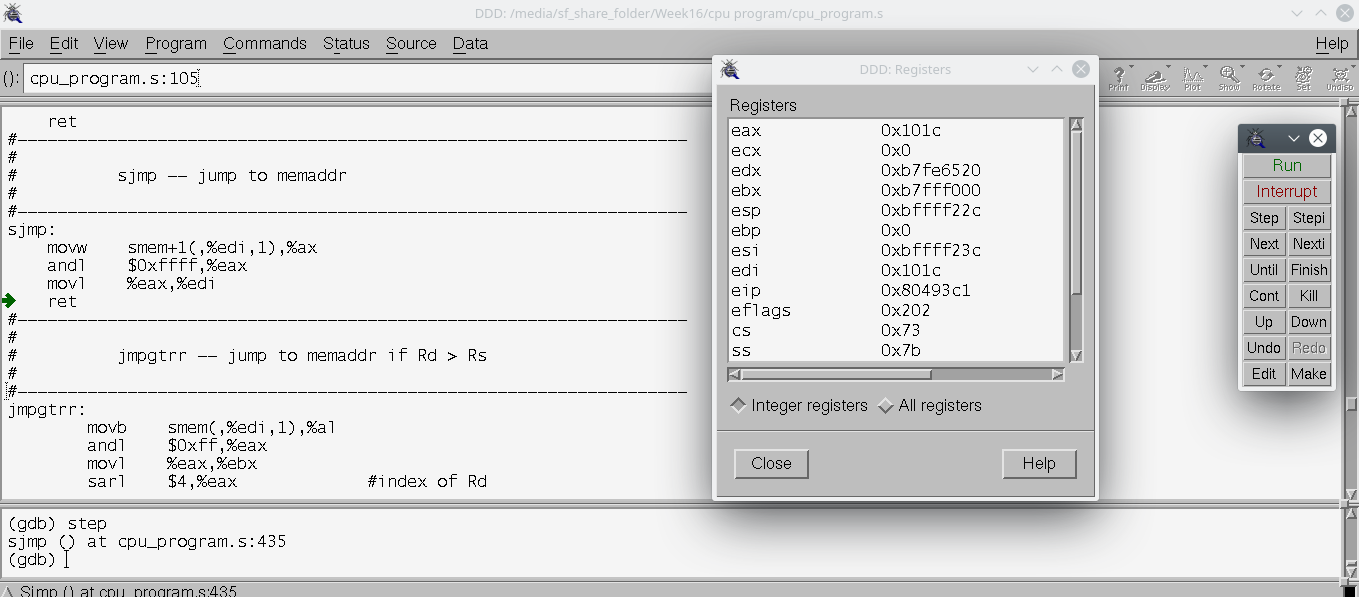 DDD: /media/sf_share_folder/Week16/cpu program/cpu_program.s
File Edit View Program Commands Status Source Data Help
(): cpu_program.s:105
Print Display Plot Show Rotate Set Undisp
ret
#-------------------------------------------------------------------
#
# sjmp -- jump to memaddr
#
#-------------------------------------------------------------------
sjmp:
movw smem+1(,%edi,1),%ax
andl $0xffff,%eax
movl %eax,%edi
ret
#-------------------------------------------------------------------
#
# jmpgtrr -- jump to memaddr if Rd > Rs
#
#-------------------------------------------------------------------
jmpgtrr:
movb smem(,%edi,1),%al
andl $0xff,%eax
movl %eax,%ebx
sarl $4,%eax #index of Rd
(gdb) step
sjmp () at cpu_program.s:435
(gdb)
Sjmp () at cpu_program.s:435
DDD: Registers
Registers
eax 0x101c
ecx 0x0
edx 0xb7fe6520
ebx 0xb7fff000
esp 0xbffff22c
ebp 0x0
esi 0xbffff23c
edi 0x101c
eip 0x80493c1
eflags 0x202
cs 0x73
ss 0x7b
Integer registers All registers
Close Help
Run
Interrupt
Step Stepi
Next Nexti
Until Finish
Cont Kill
Up Down
Undo Redo
Edit Make